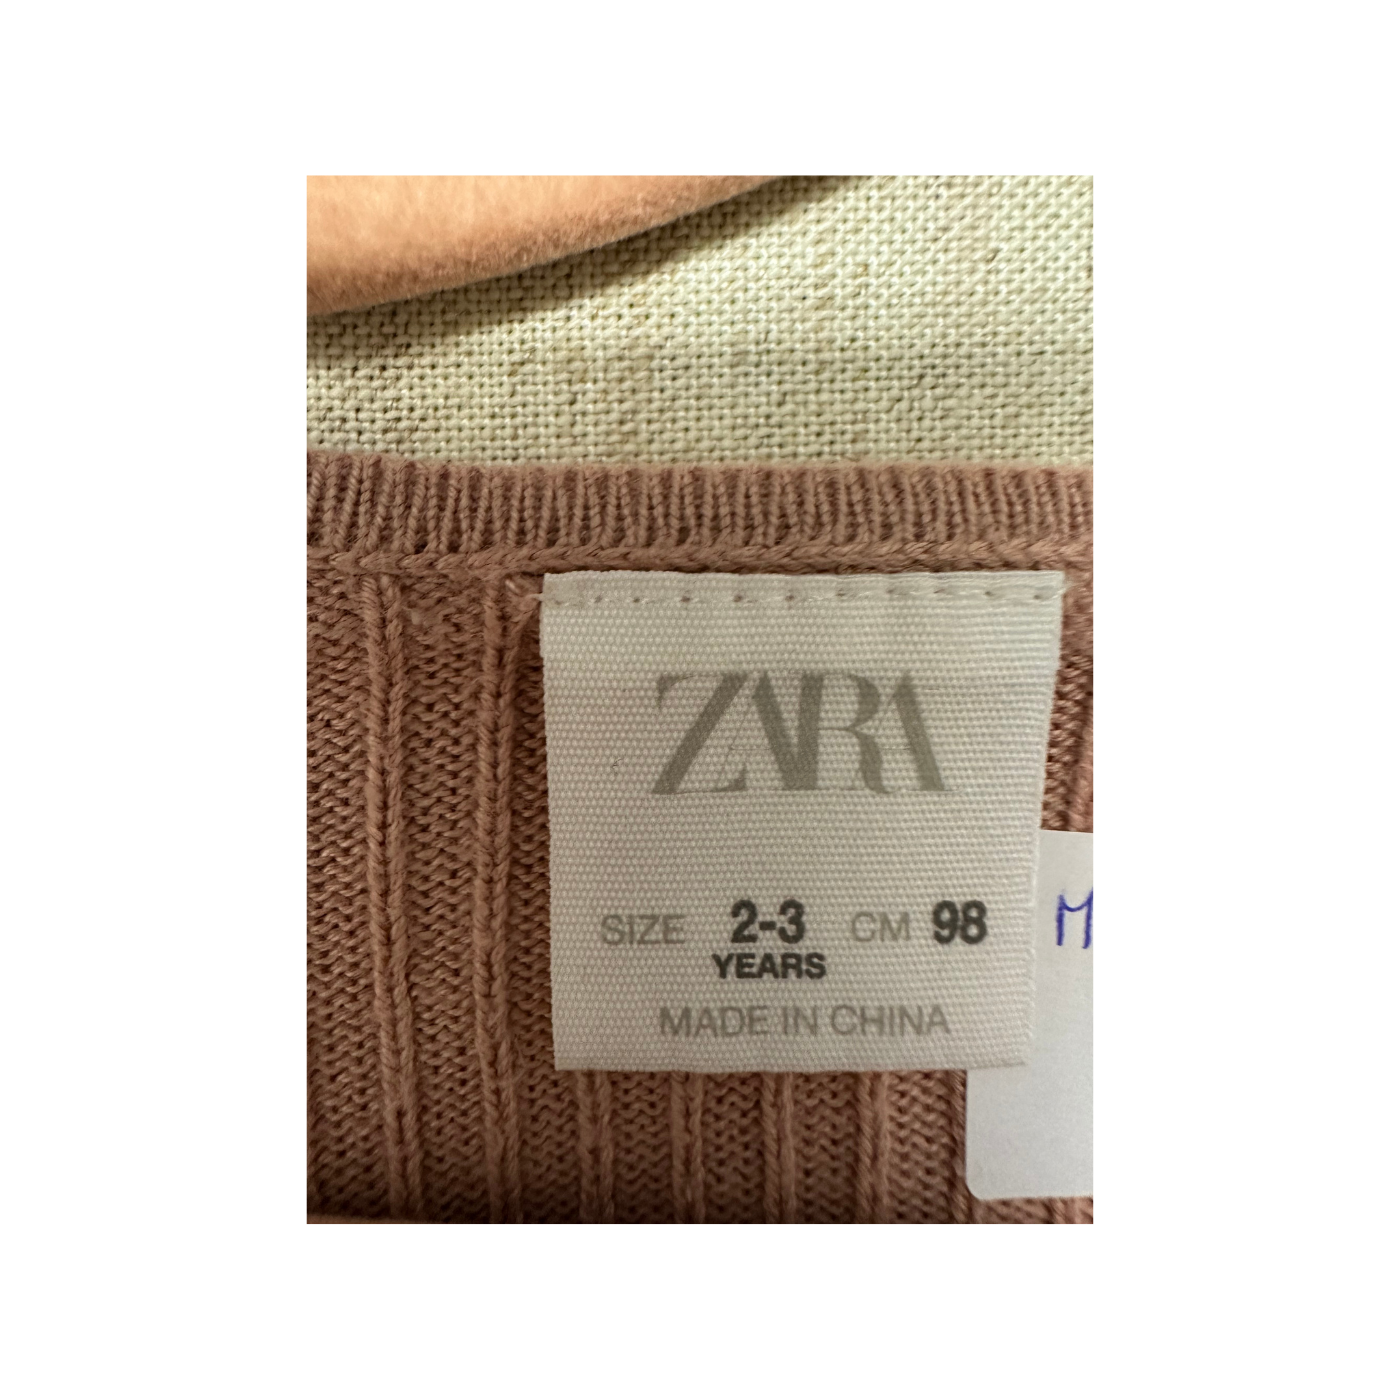 ZARA
SIZE 2-3 CM 98
YEARS
MADE IN CHINA